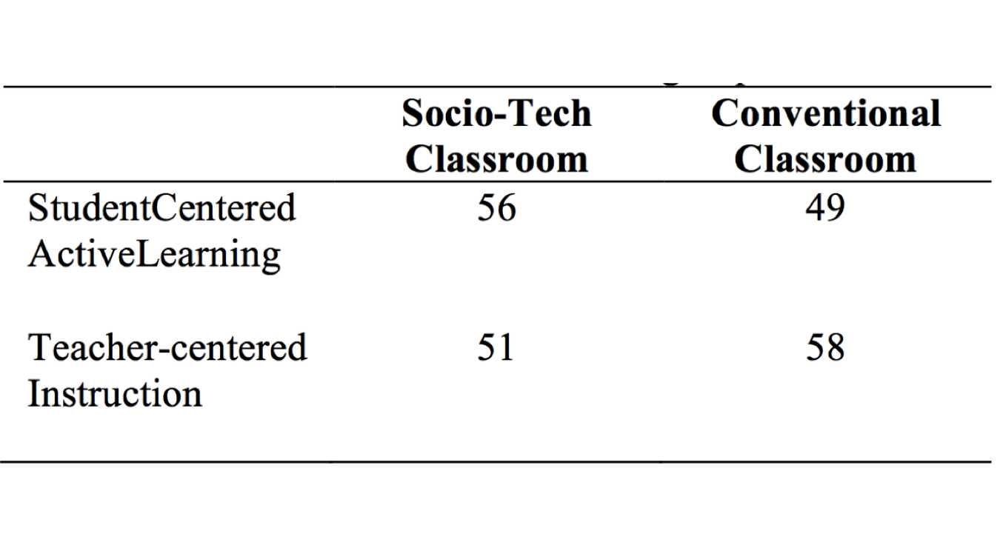 Socio-Tech Conventional
Classroom Classroom
StudentCentered 56 49
ActiveLearning
Teacher-centered 51 58
Instruction